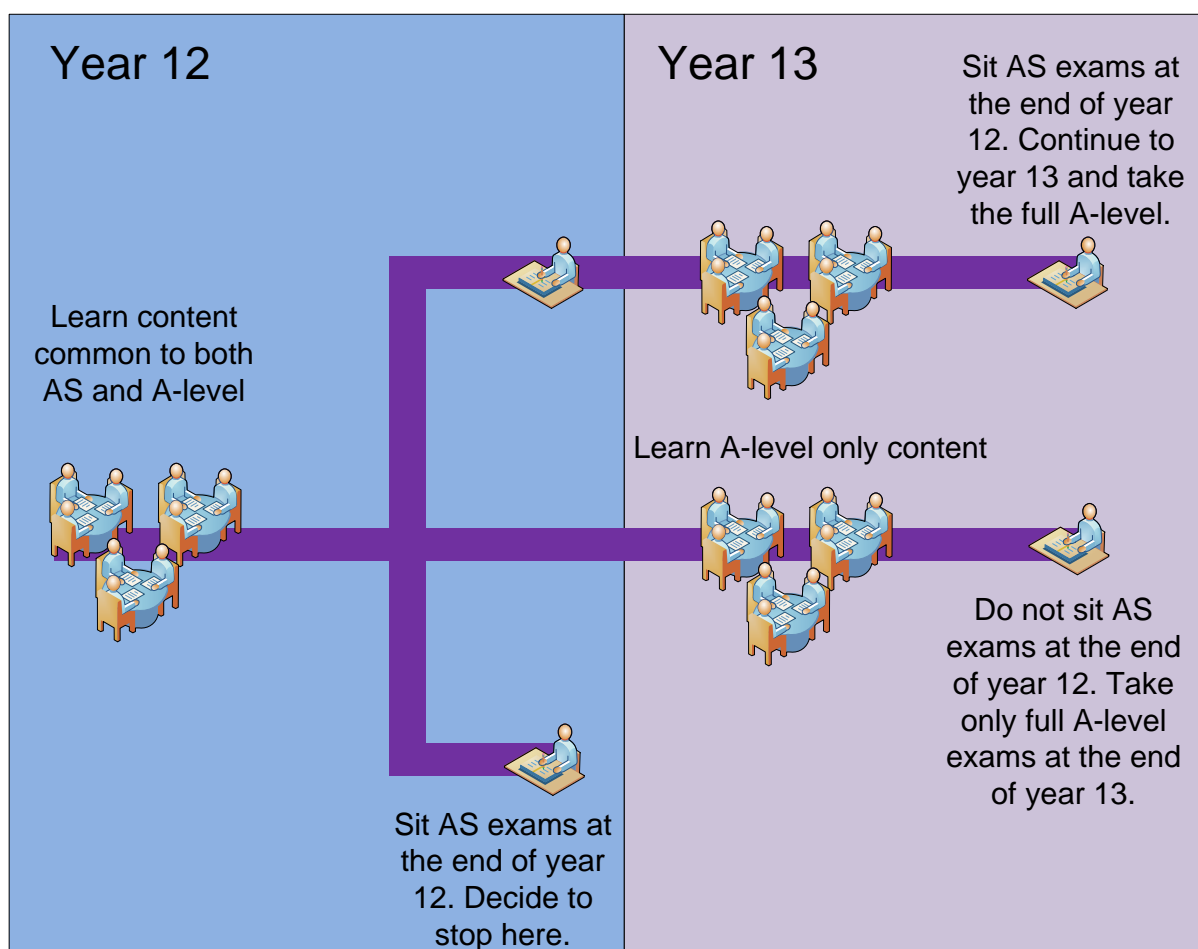 Year 12
Learn content
common to both
AS and A-level
Sit AS exams at
the end of year
12. Decide to
stop here.
Year 13
Sit AS exams at
the end of year
12. Continue to
year 13 and take
the full A-level.
Learn A-level only content
Do not sit AS
exams at the end
of year 12. Take
only full A-level
exams at the end
of year 13.